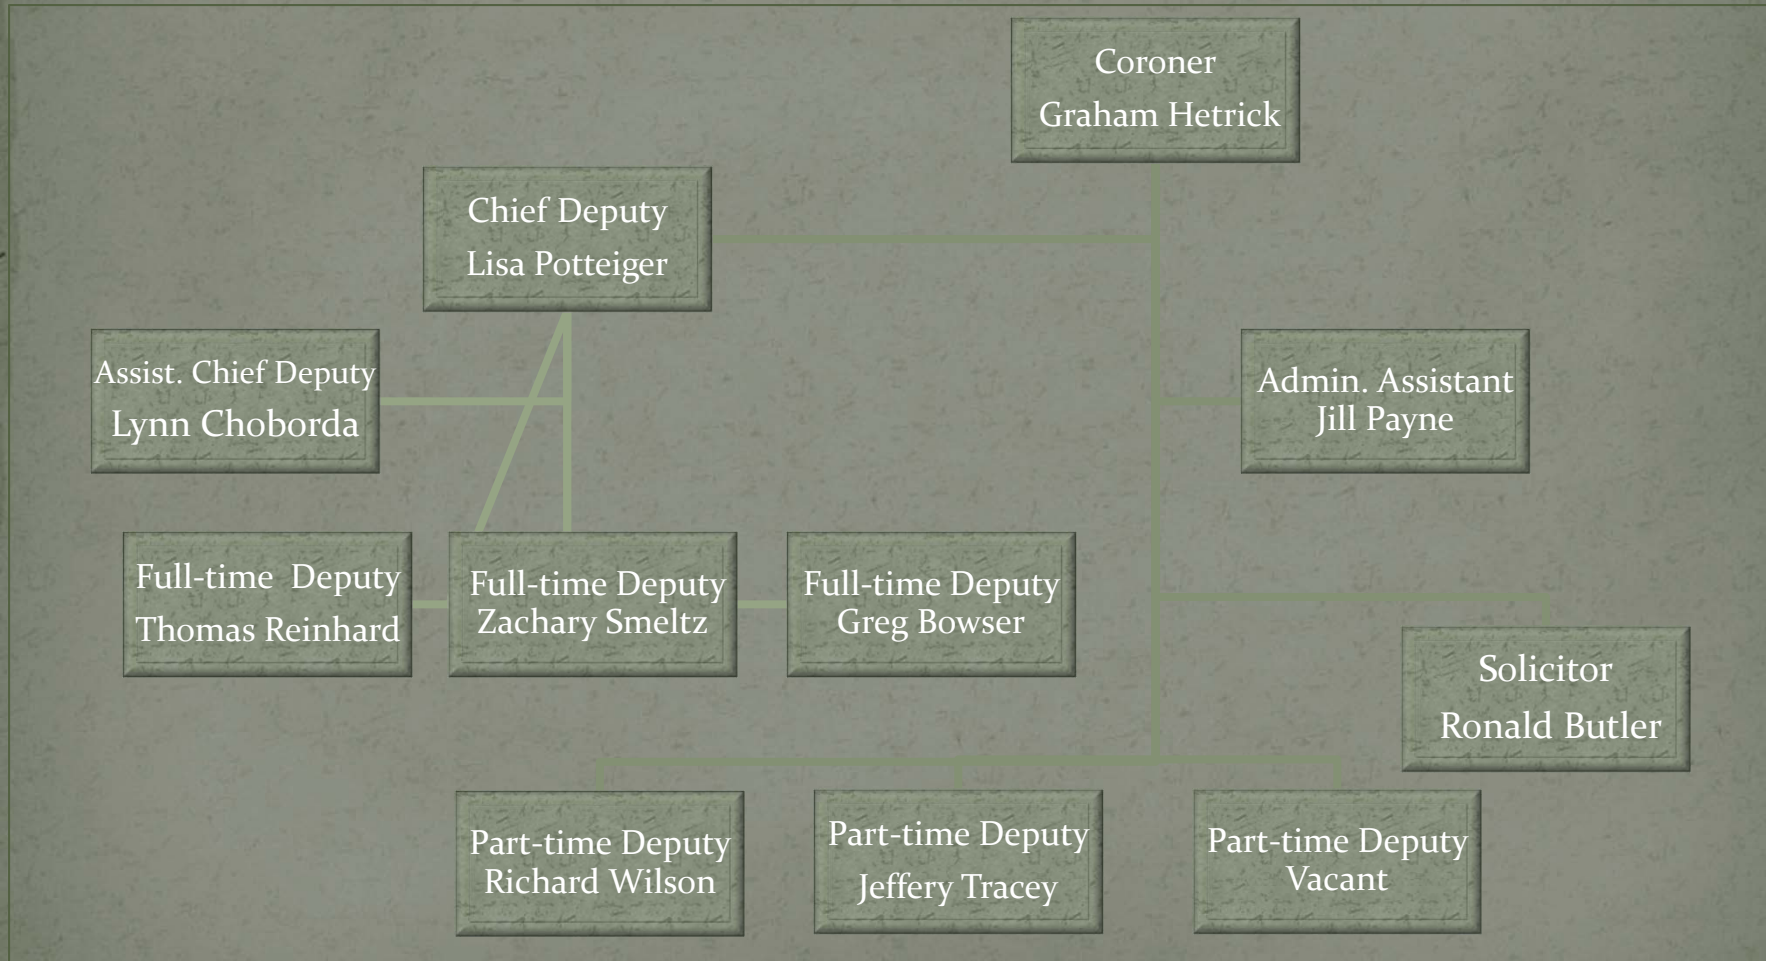 Coroner
Graham Hetrick
Chief Deputy
Lisa Potteiger
Assist. Chief Deputy
Lynn Choborda
Admin. Assistant
Jill Payne
Full-time Deputy
Thomas Reinhard
Full-time Deputy
Zachary Smeltz
Full-time Deputy
Greg Bowser
Solicitor
Ronald Butler
Part-time Deputy
Richard Wilson
Part-time Deputy
Jeffery Tracey
Part-time Deputy
Vacant